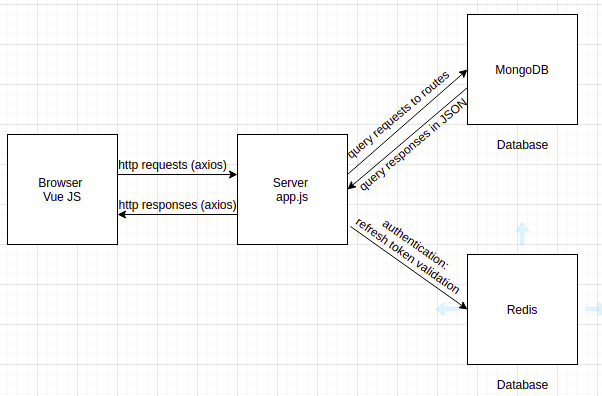 MongoDB
Database
query requests to routes
query responses in JSON
http requests (axios)
Browser
Vue JS
Server
app.js
http responses (axios)
authentication:
refresh token validation
Redis
Database